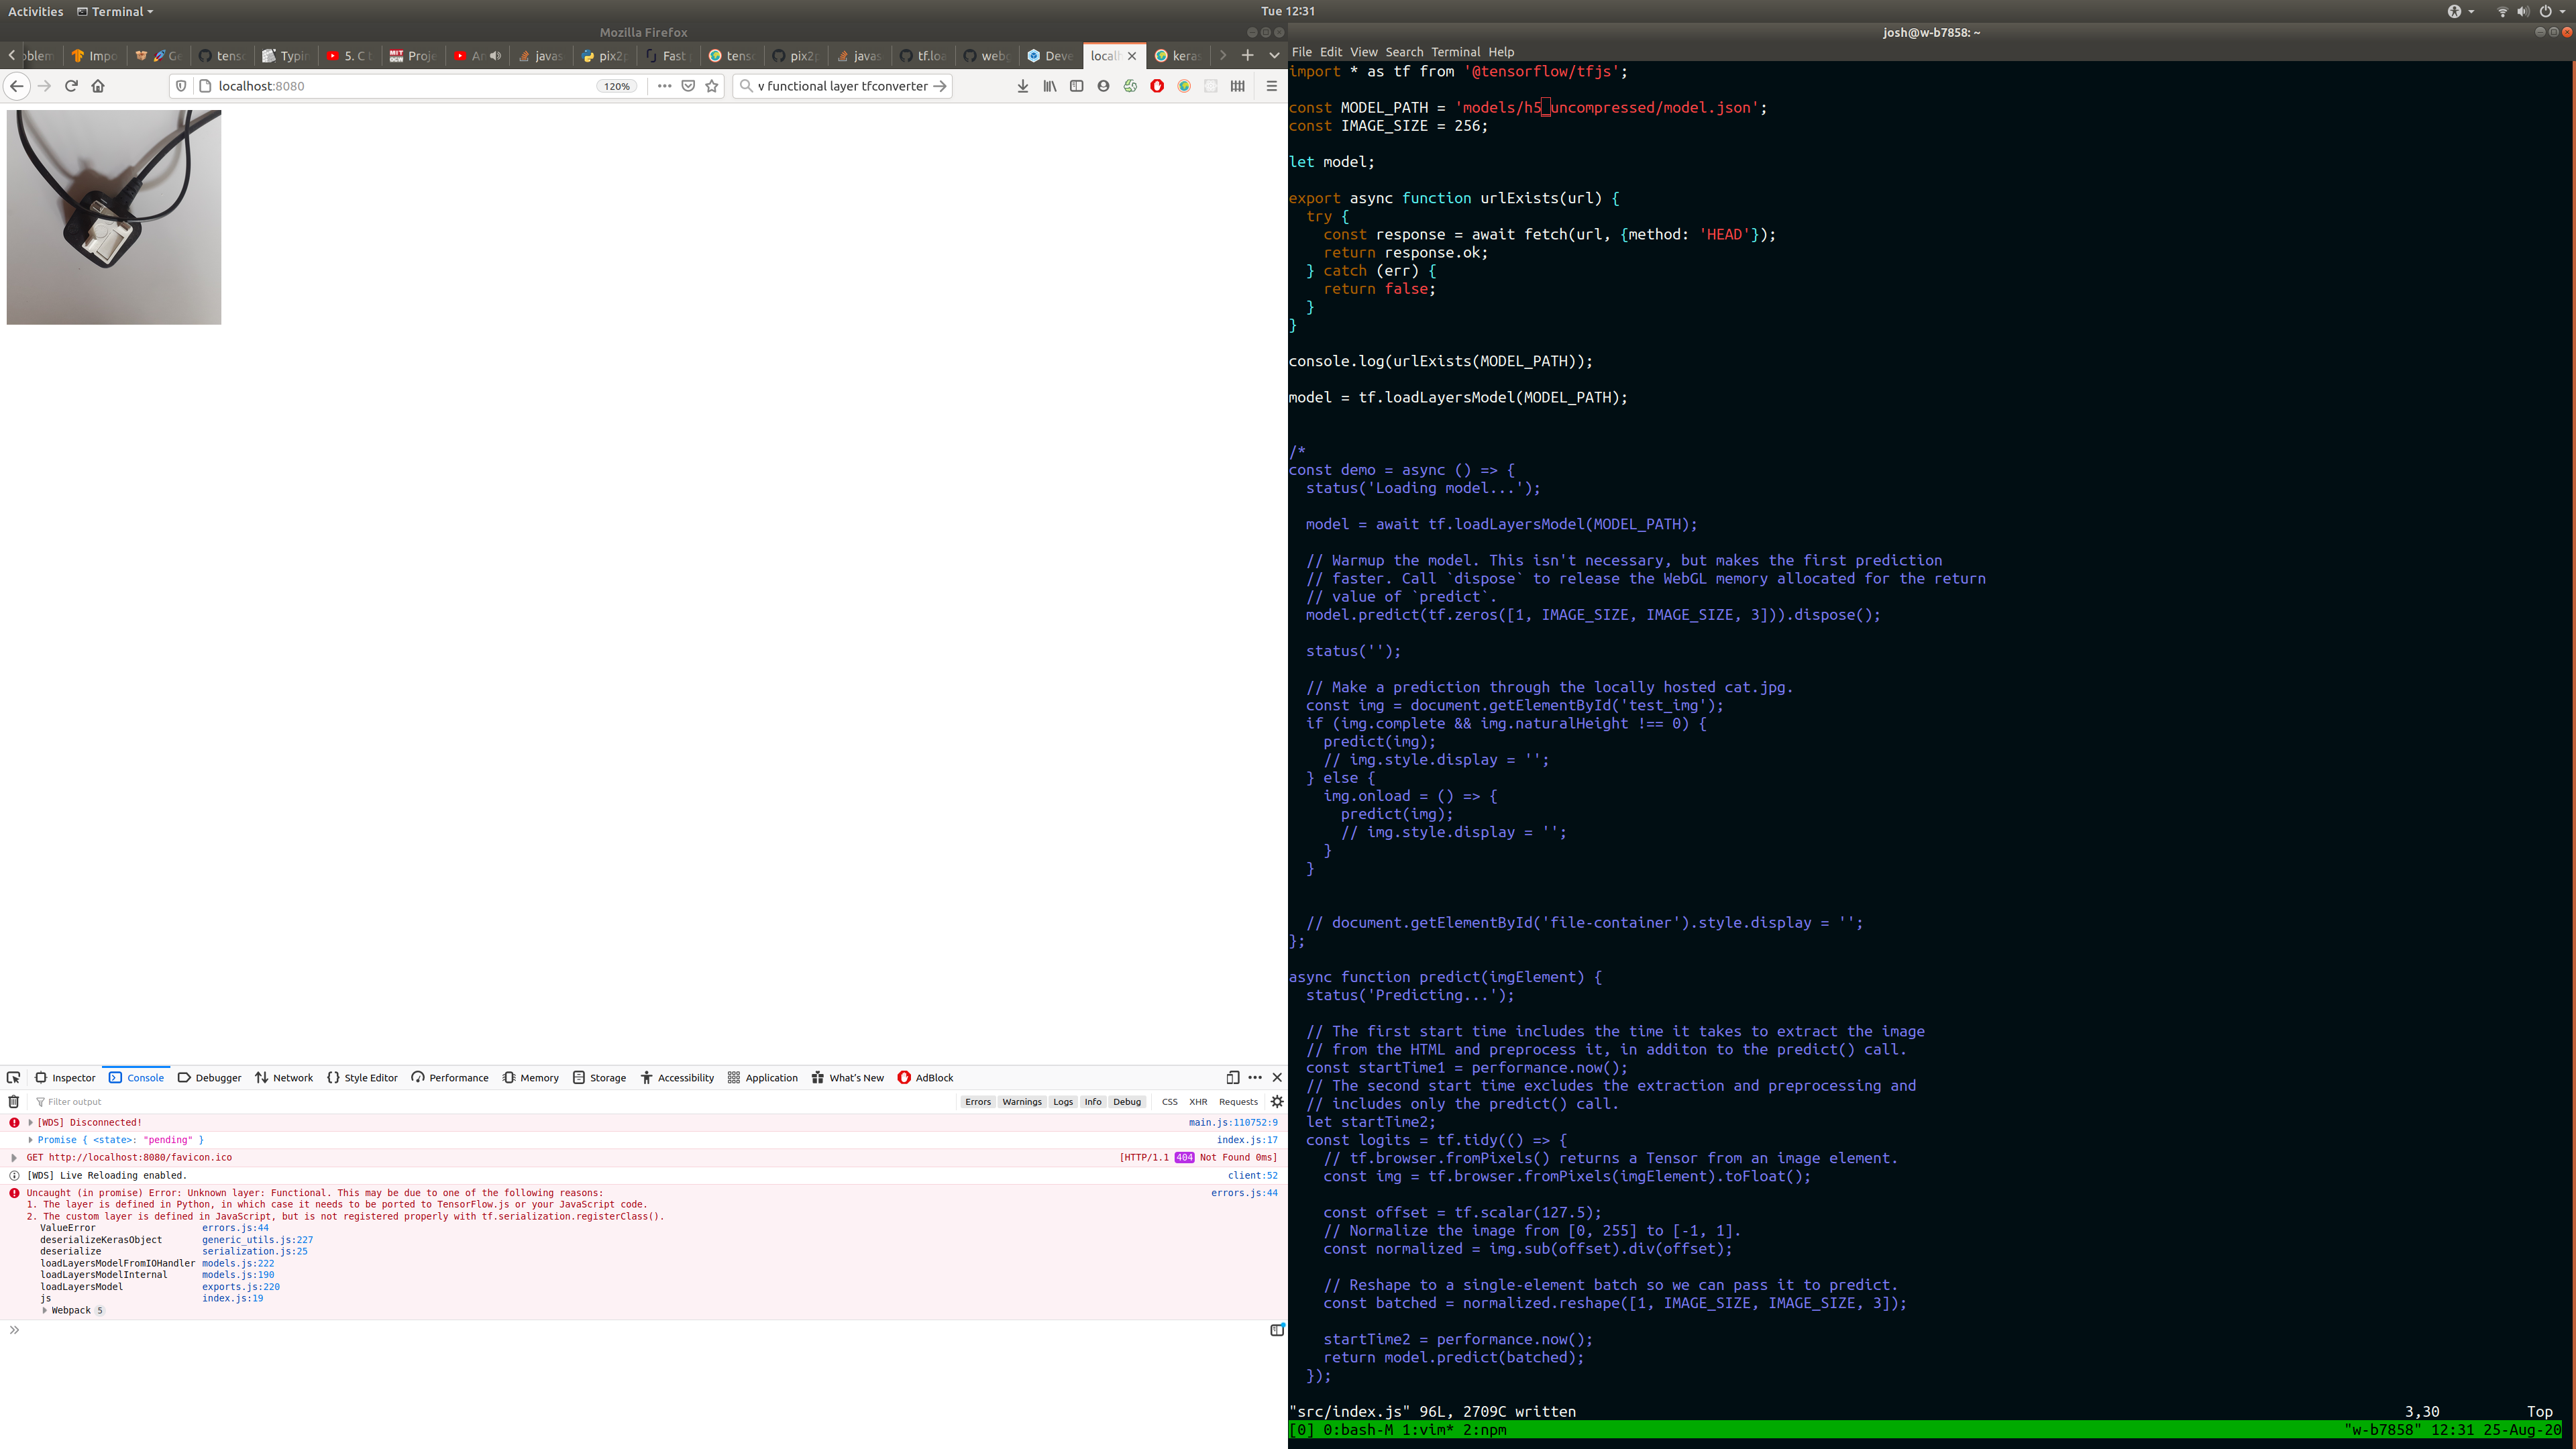 Activities Terminal Tue 12:31
Mozilla Firefox
oblem Impo Ge tenso Typin 5. C t MIT OCW Proje An javas pix2p Fast tenso pix2p javas tf.loa webg Deve localh keras
localhost:8080 120% v functional layer tfconverter
Inspector Console Debugger Network Style Editor Performance Memory Storage Accessibility Application What's New AdBlock
Filter output Errors Warnings Logs Info Debug CSS XHR Requests
[WDS] Disconnected! main.js:110752:9
Promise { <state>: "pending" } index.js:17
GET http://localhost:8080/favicon.ico [HTTP/1.1 404 Not Found 0ms]
[WDS] Live Reloading enabled. client:52
Uncaught (in promise) Error: Unknown layer: Functional. This may be due to one of the following reasons: errors.js:44
1. The layer is defined in Python, in which case it needs to be ported to TensorFlow.js or your JavaScript code.
2. The custom layer is defined in JavaScript, but is not registered properly with tf.serialization.registerClass().
ValueError errors.js:44
deserializeKerasObject generic_utils.js:227
deserialize serialization.js:25
loadLayersModelFromIOHandler models.js:222
loadLayersModelInternal models.js:190
loadLayersModel exports.js:220
js index.js:19
Webpack 5
josh@w-b7858: ~
File Edit View Search Terminal Help
import * as tf from '@tensorflow/tfjs';
const MODEL_PATH = 'models/h5_uncompressed/model.json';
const IMAGE_SIZE = 256;
let model;
export async function urlExists(url) {
  try {
    const response = await fetch(url, {method: 'HEAD'});
    return response.ok;
  } catch (err) {
    return false;
  }
}
console.log(urlExists(MODEL_PATH));
model = tf.loadLayersModel(MODEL_PATH);
/*
const demo = async () => {
  status('Loading model...');
  model = await tf.loadLayersModel(MODEL_PATH);
  // Warmup the model. This isn't necessary, but makes the first prediction
  // faster. Call `dispose` to release the WebGL memory allocated for the return
  // value of `predict`.
  model.predict(tf.zeros([1, IMAGE_SIZE, IMAGE_SIZE, 3])).dispose();
  status('');
  // Make a prediction through the locally hosted cat.jpg.
  const img = document.getElementById('test_img');
  if (img.complete && img.naturalHeight !== 0) {
    predict(img);
    // img.style.display = '';
  } else {
    img.onload = () => {
      predict(img);
      // img.style.display = '';
    }
  }
  // document.getElementById('file-container').style.display = '';
};
async function predict(imgElement) {
  status('Predicting...');
  // The first start time includes the time it takes to extract the image
  // from the HTML and preprocess it, in additon to the predict() call.
  const startTime1 = performance.now();
  // The second start time excludes the extraction and preprocessing and
  // includes only the predict() call.
  let startTime2;
  const logits = tf.tidy(() => {
    // tf.browser.fromPixels() returns a Tensor from an image element.
    const img = tf.browser.fromPixels(imgElement).toFloat();
    const offset = tf.scalar(127.5);
    // Normalize the image from [0, 255] to [-1, 1].
    const normalized = img.sub(offset).div(offset);
    // Reshape to a single-element batch so we can pass it to predict.
    const batched = normalized.reshape([1, IMAGE_SIZE, IMAGE_SIZE, 3]);
    startTime2 = performance.now();
    return model.predict(batched);
  });
"src/index.js" 96L, 2709C written 3,30 Top
[0] 0:bash-M 1:vim* 2:npm "w-b7858" 12:31 25-Aug-20